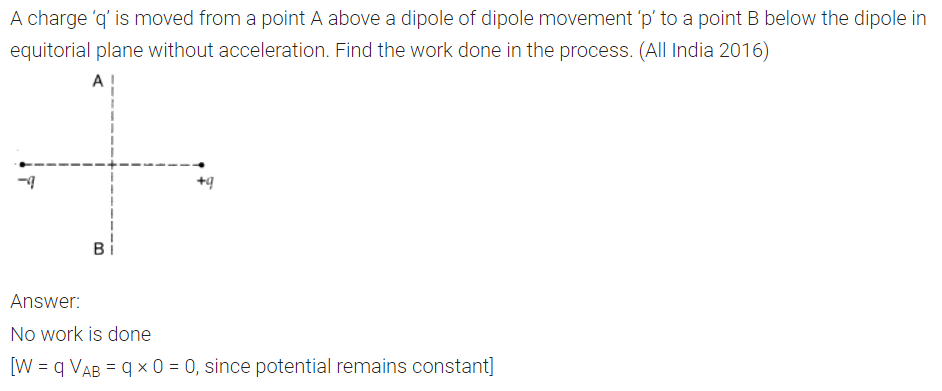 A charge ‘q’ is moved from a point A above a dipole of dipole movement ‘p’ to a point B below the dipole in
equitorial plane without acceleration. Find the work done in the process. (All India 2016)
A
-q +q
B
Answer:
No work is done
[W = q VAB = q × 0 = 0, since potential remains constant]